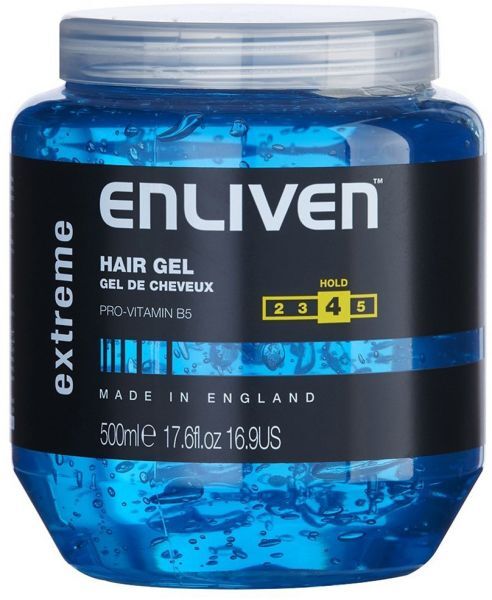 extreme
ENLIVEN™
HAIR GEL
GEL DE CHEVEUX
PRO-VITAMIN B5
HOLD
2 3 4 5
MADE IN ENGLAND
500ml℮ 17.6fl.oz 16.9US